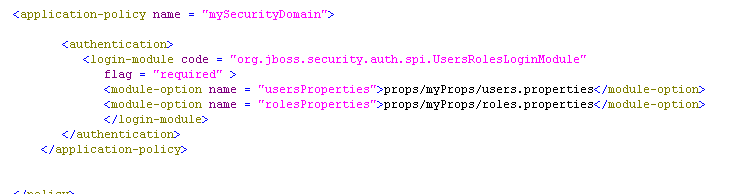 <application-policy name = "mySecurityDomain">
<authentication>
<login-module code = "org.jboss.security.auth.spi.UsersRolesLoginModule"
flag = "required" >
<module-option name = "usersProperties">props/myProps/users.properties</module-option>
<module-option name = "rolesProperties">props/myProps/roles.properties</module-option>
</login-module>
</authentication>
</application-policy>
</policy>